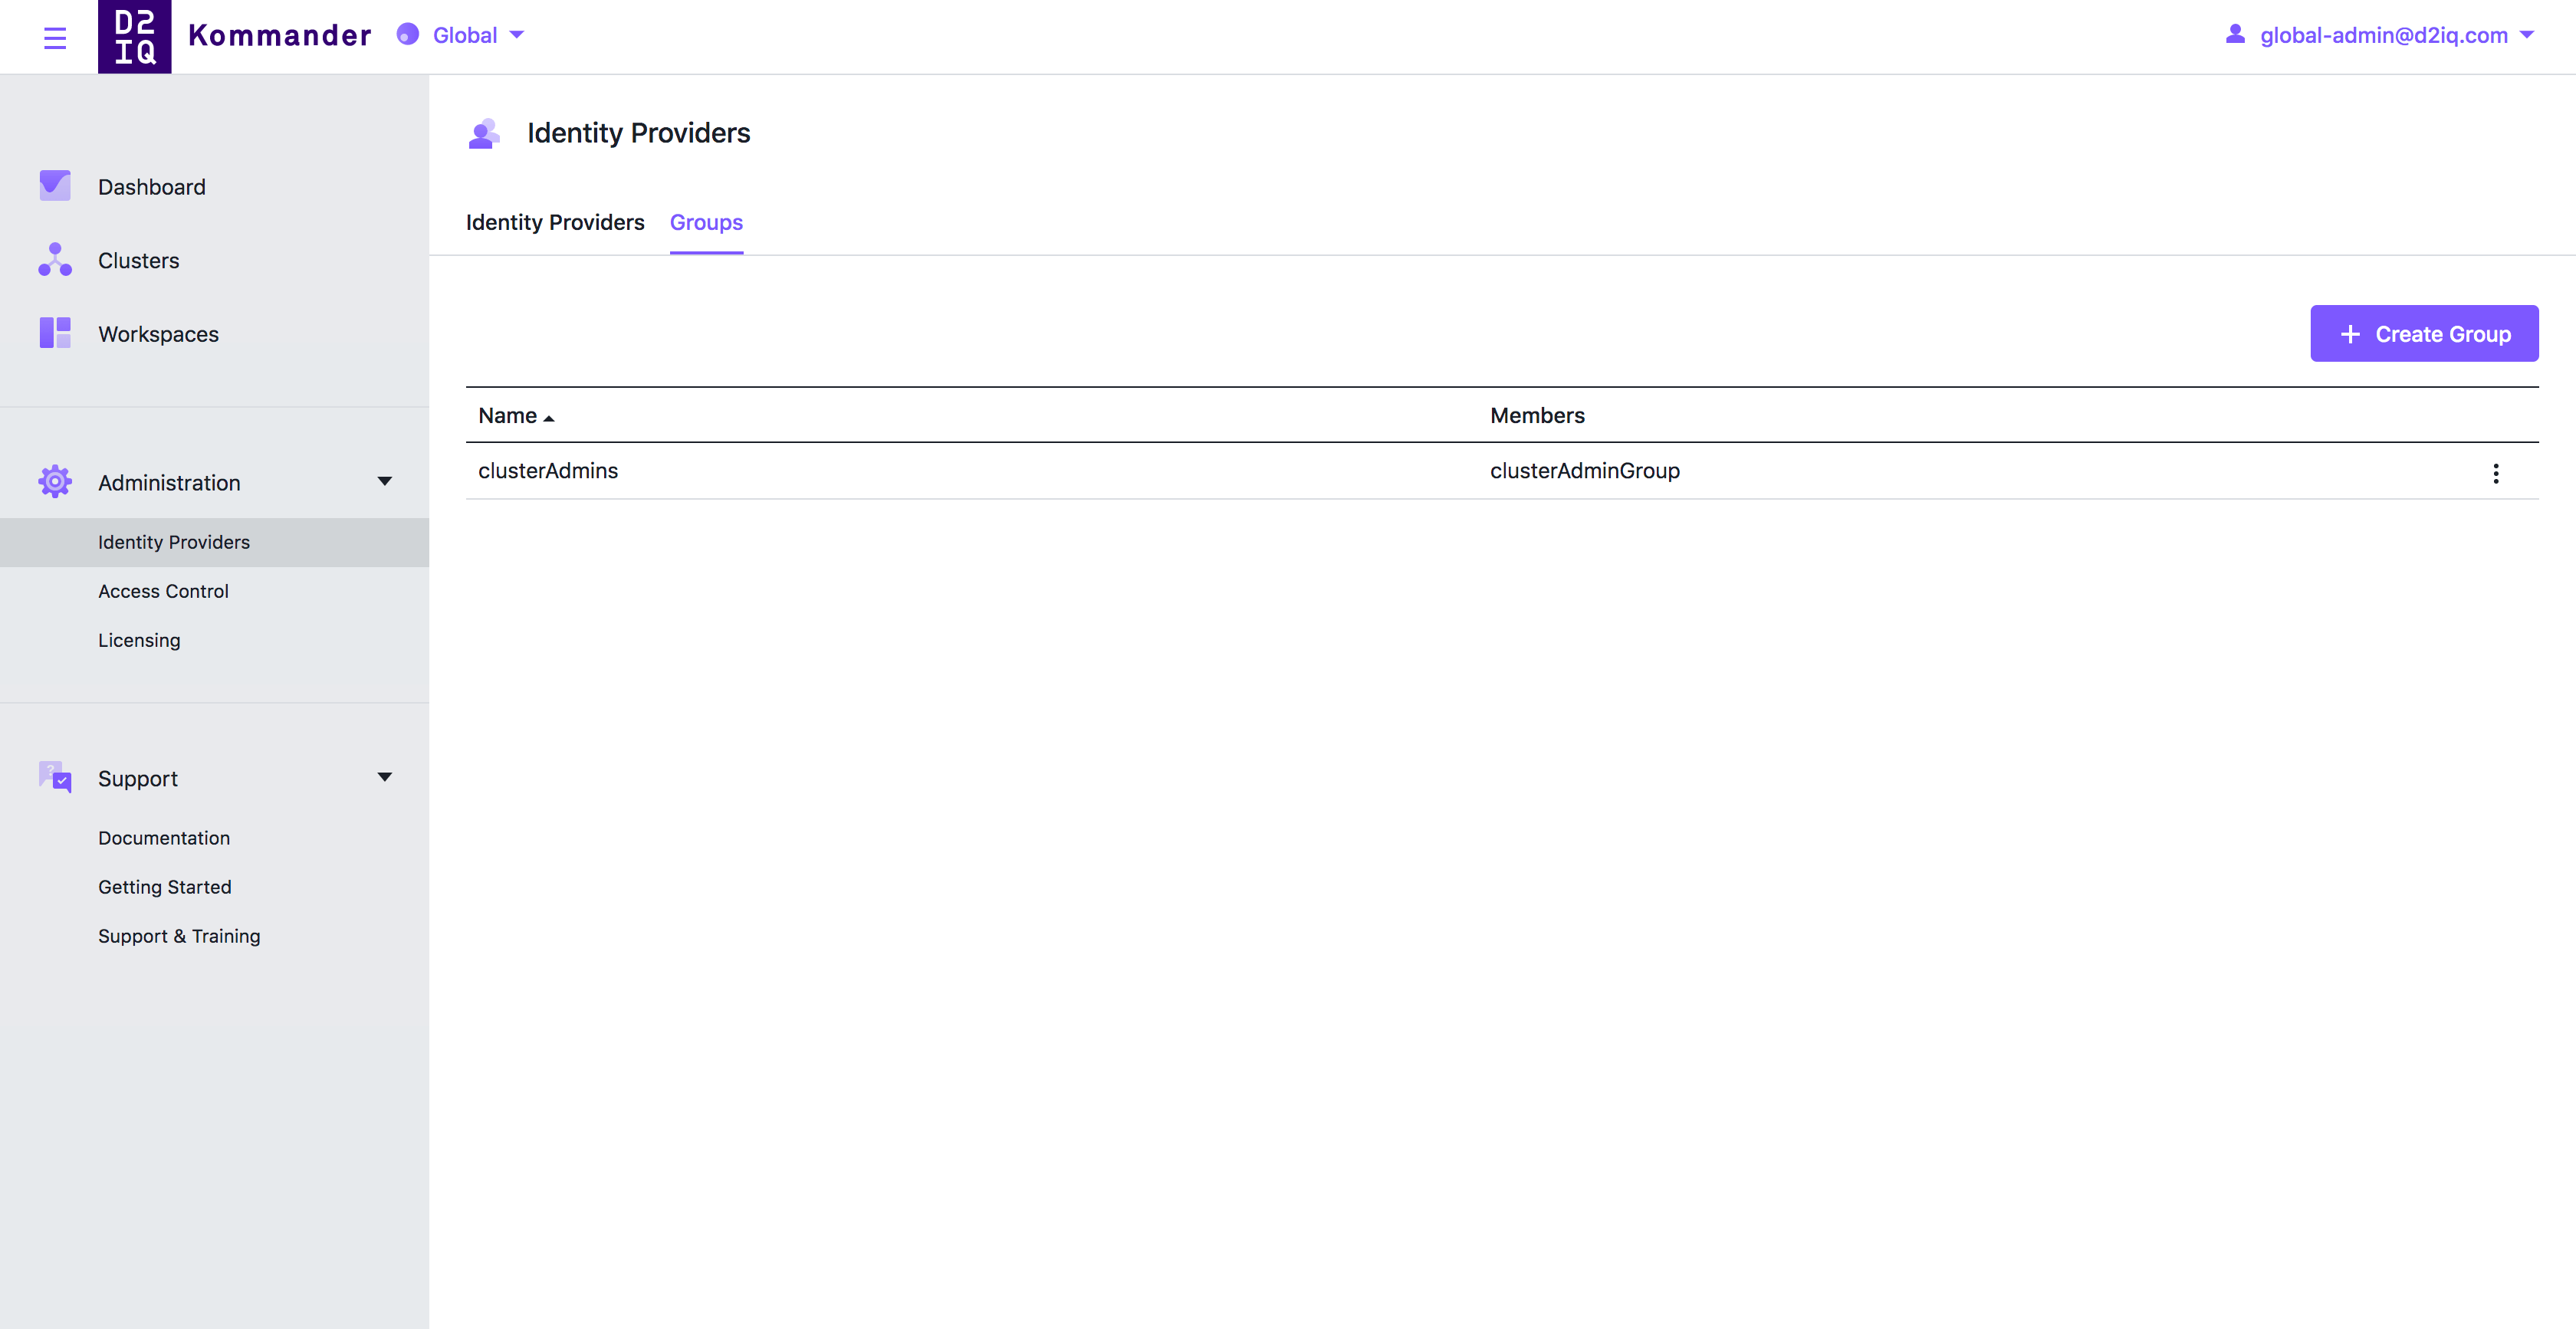 D2
IQ
Kommander
Global
global-admin@d2iq.com
Identity Providers
Dashboard
Clusters
Workspaces
Administration
Identity Providers
Access Control
Licensing
Support
Documentation
Getting Started
Support & Training
Identity Providers Groups
+ Create Group
Name Members
clusterAdmins clusterAdminGroup